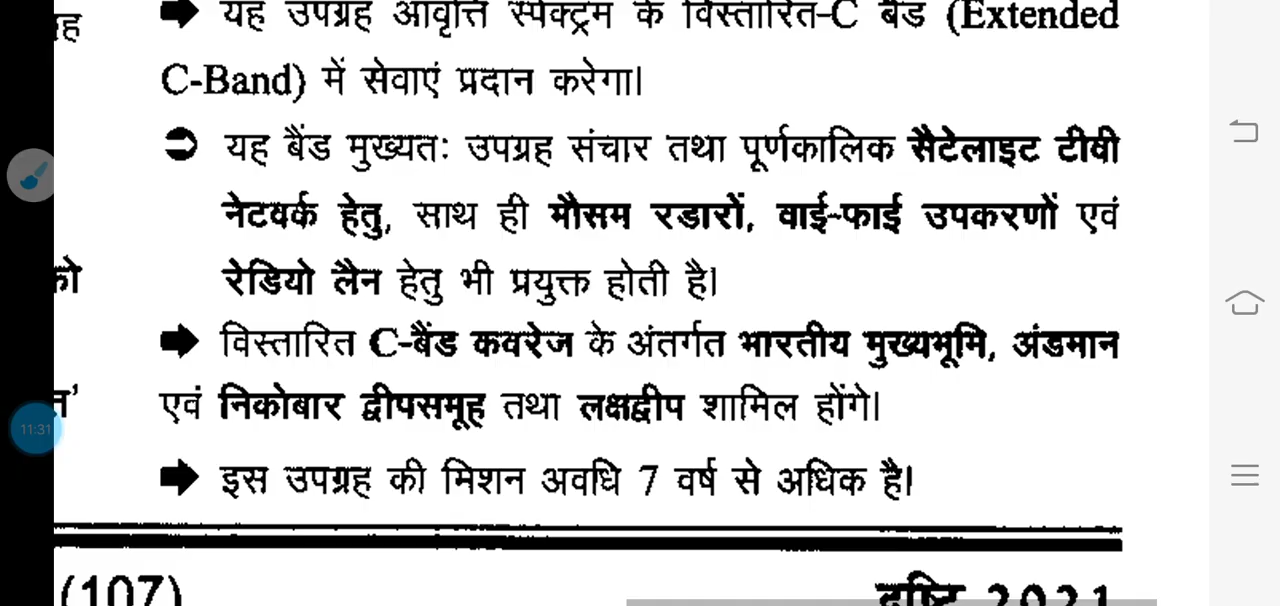 ह
➡ यह उपग्रह आवृत्ति स्पेक्ट्रम के विस्तारित-C बैंड (Extended
C-Band) में सेवाएं प्रदान करेगा।
➲ यह बैंड मुख्यतः उपग्रह संचार तथा पूर्णकालिक सैटेलाइट टीवी
नेटवर्क हेतु, साथ ही मौसम रडारों, वाई-फाई उपकरणों एवं
को
रेडियो लैन हेतु भी प्रयुक्त होती है।
➡ विस्तारित C-बैंड कवरेज के अंतर्गत भारतीय मुख्यभूमि, अंडमान
एवं निकोबार द्वीपसमूह तथा लक्षद्वीप शामिल होंगे।
11:31
➡ इस उपग्रह की मिशन अवधि 7 वर्ष से अधिक है।
(107)
दृष्टि 2021